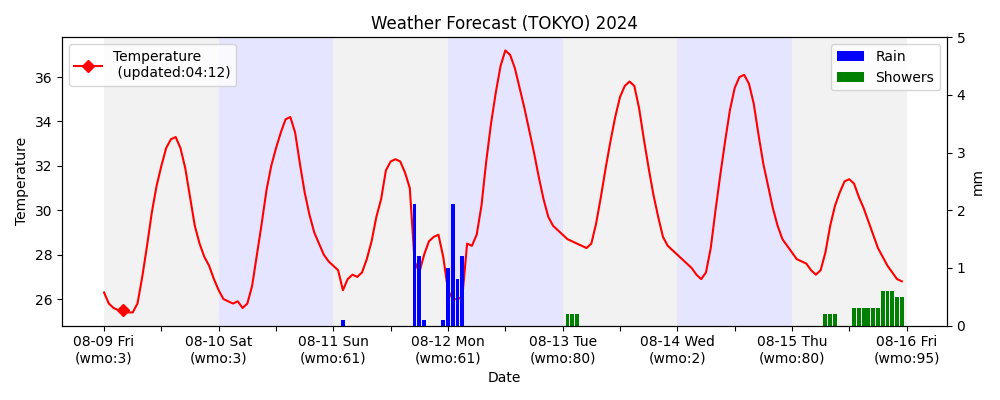 Weather Forecast (TOKYO) 2024
Temperature
(updated:04:12)
Rain
Showers
Temperature
36
34
32
30
28
26
5
4
3
2
1
0
mm
08-09 Fri
(wmo:3)
08-10 Sat
(wmo:3)
08-11 Sun
(wmo:61)
08-12 Mon
(wmo:61)
08-13 Tue
(wmo:80)
08-14 Wed
(wmo:2)
08-15 Thu
(wmo:80)
08-16 Fri
(wmo:95)
Date